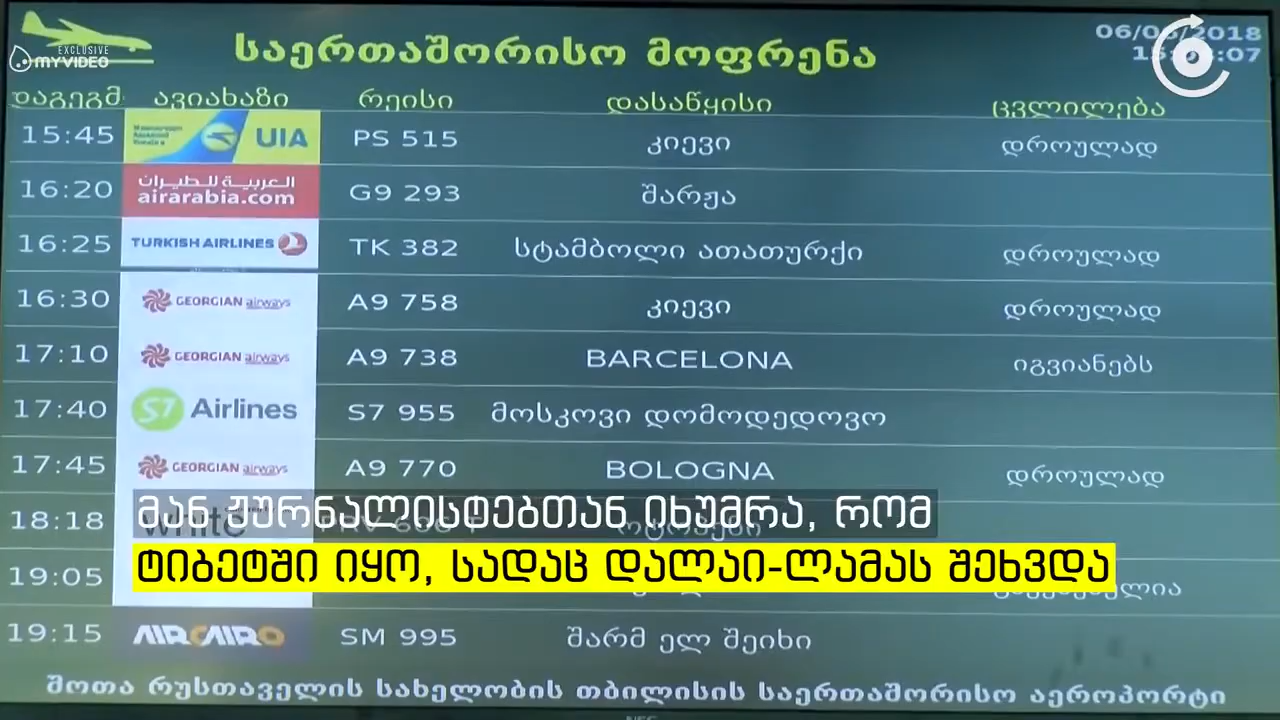 EXCLUSIVE
MYVIDEO
საერთაშორისო მოფრენა
06/06/2018
დაგეგმ ავიახაზი რეისი დასაწყისი ცვლილება
15:45 UIA PS 515 კიევი დროულად
16:20 العربية للطيران airarabia.com G9 293 შარჟა
16:25 TURKISH AIRLINES TK 382 სტამბოლი ათათურქი დროულად
16:30 GEORGIAN airways A9 758 კიევი დროულად
17:10 GEORGIAN airways A9 738 BARCELONA იგვიანებს
17:40 S7 Airlines S7 955 მოსკოვი დომოდედოვო
17:45 GEORGIAN airways A9 770 BOLOGNA დროულად
18:18 white
მან ჟურნალისტებთან იხუმრა, რომ
19:05
ტიბეტში იყო, სადაც დალაი-ლამას შეხვდა
19:15 AIRCAIRO SM 995 შარმ ელ შეიხი
შოთა რუსთაველის სახელობის თბილისის საერთაშორისო აეროპორტი
NEC